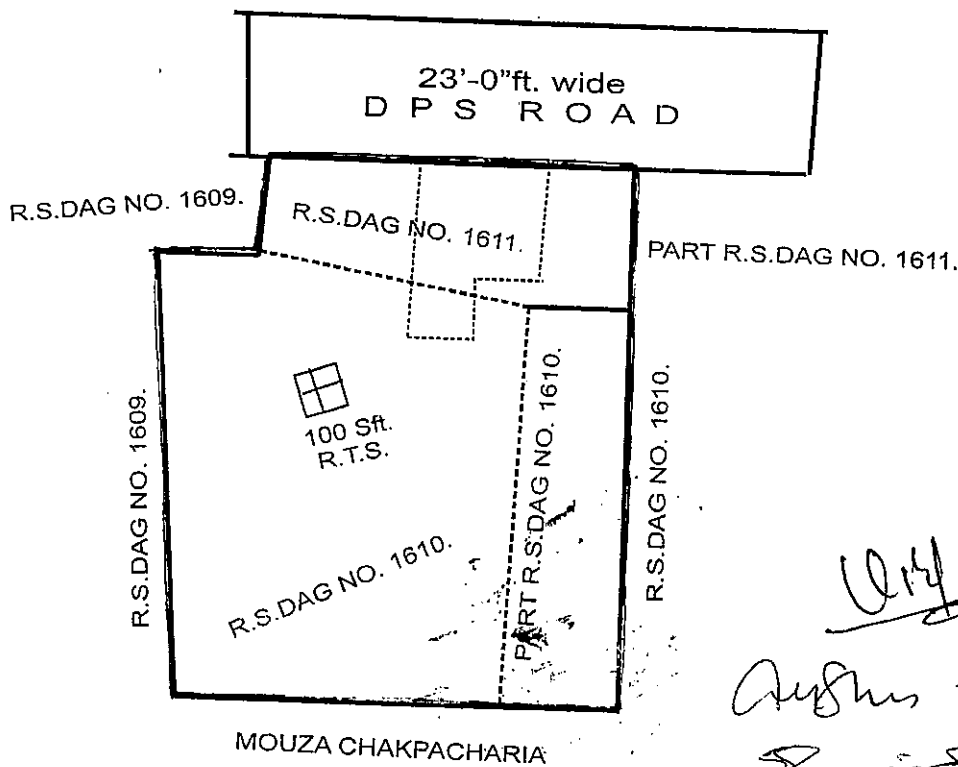 23'-0"ft. wide
D P S ROAD
R.S.DAG NO. 1609.
R.S.DAG NO. 1611.
PART R.S.DAG NO. 1611.
100 Sft.
R.T.S.
R.S.DAG NO. 1609.
R.S.DAG NO. 1610.
PART R.S.DAG NO. 1610.
R.S.DAG NO. 1610.
MOUZA CHAKPACHARIA